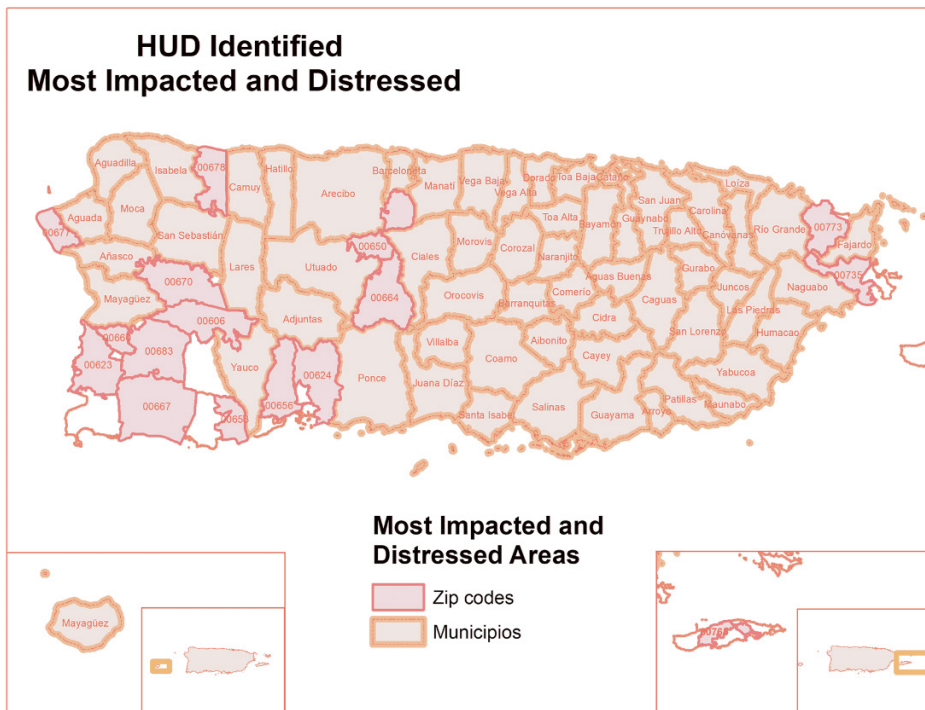 HUD Identified
Most Impacted and Distressed
Aguadilla
Isabela
00678
Camuy
Hatillo
Arecibo
Barceloneta
Manatí
Vega Baja
Vega Alta
Dorado
Toa Baja
Cataño
San Juan
Loíza
Carolina
Canóvanas
Río Grande
00773
Fajardo
Aguada
Moca
00677
San Sebastián
Añasco
Lares
Utuado
00650
Ciales
Morovis
Corozal
Toa Alta
Naranjito
Bayamón
Guaynabo
Trujillo Alto
Gurabo
Juncos
Naguabo
00735
Mayagüez
00670
00606
00664
Orocovis
Barranquitas
Comerío
Aguas Buenas
Caguas
Cidra
Las Piedras
Humacao
San Lorenzo
Adjuntas
00623
00683
Yauco
00656
00624
Ponce
Villalba
Coamo
Aibonito
Cayey
Yabucoa
00667
Juana Díaz
Santa Isabel
Salinas
Guayama
Arroyo
Patillas
Maunabo
Most Impacted and
Distressed Areas
Zip codes
Municipios
Mayagüez